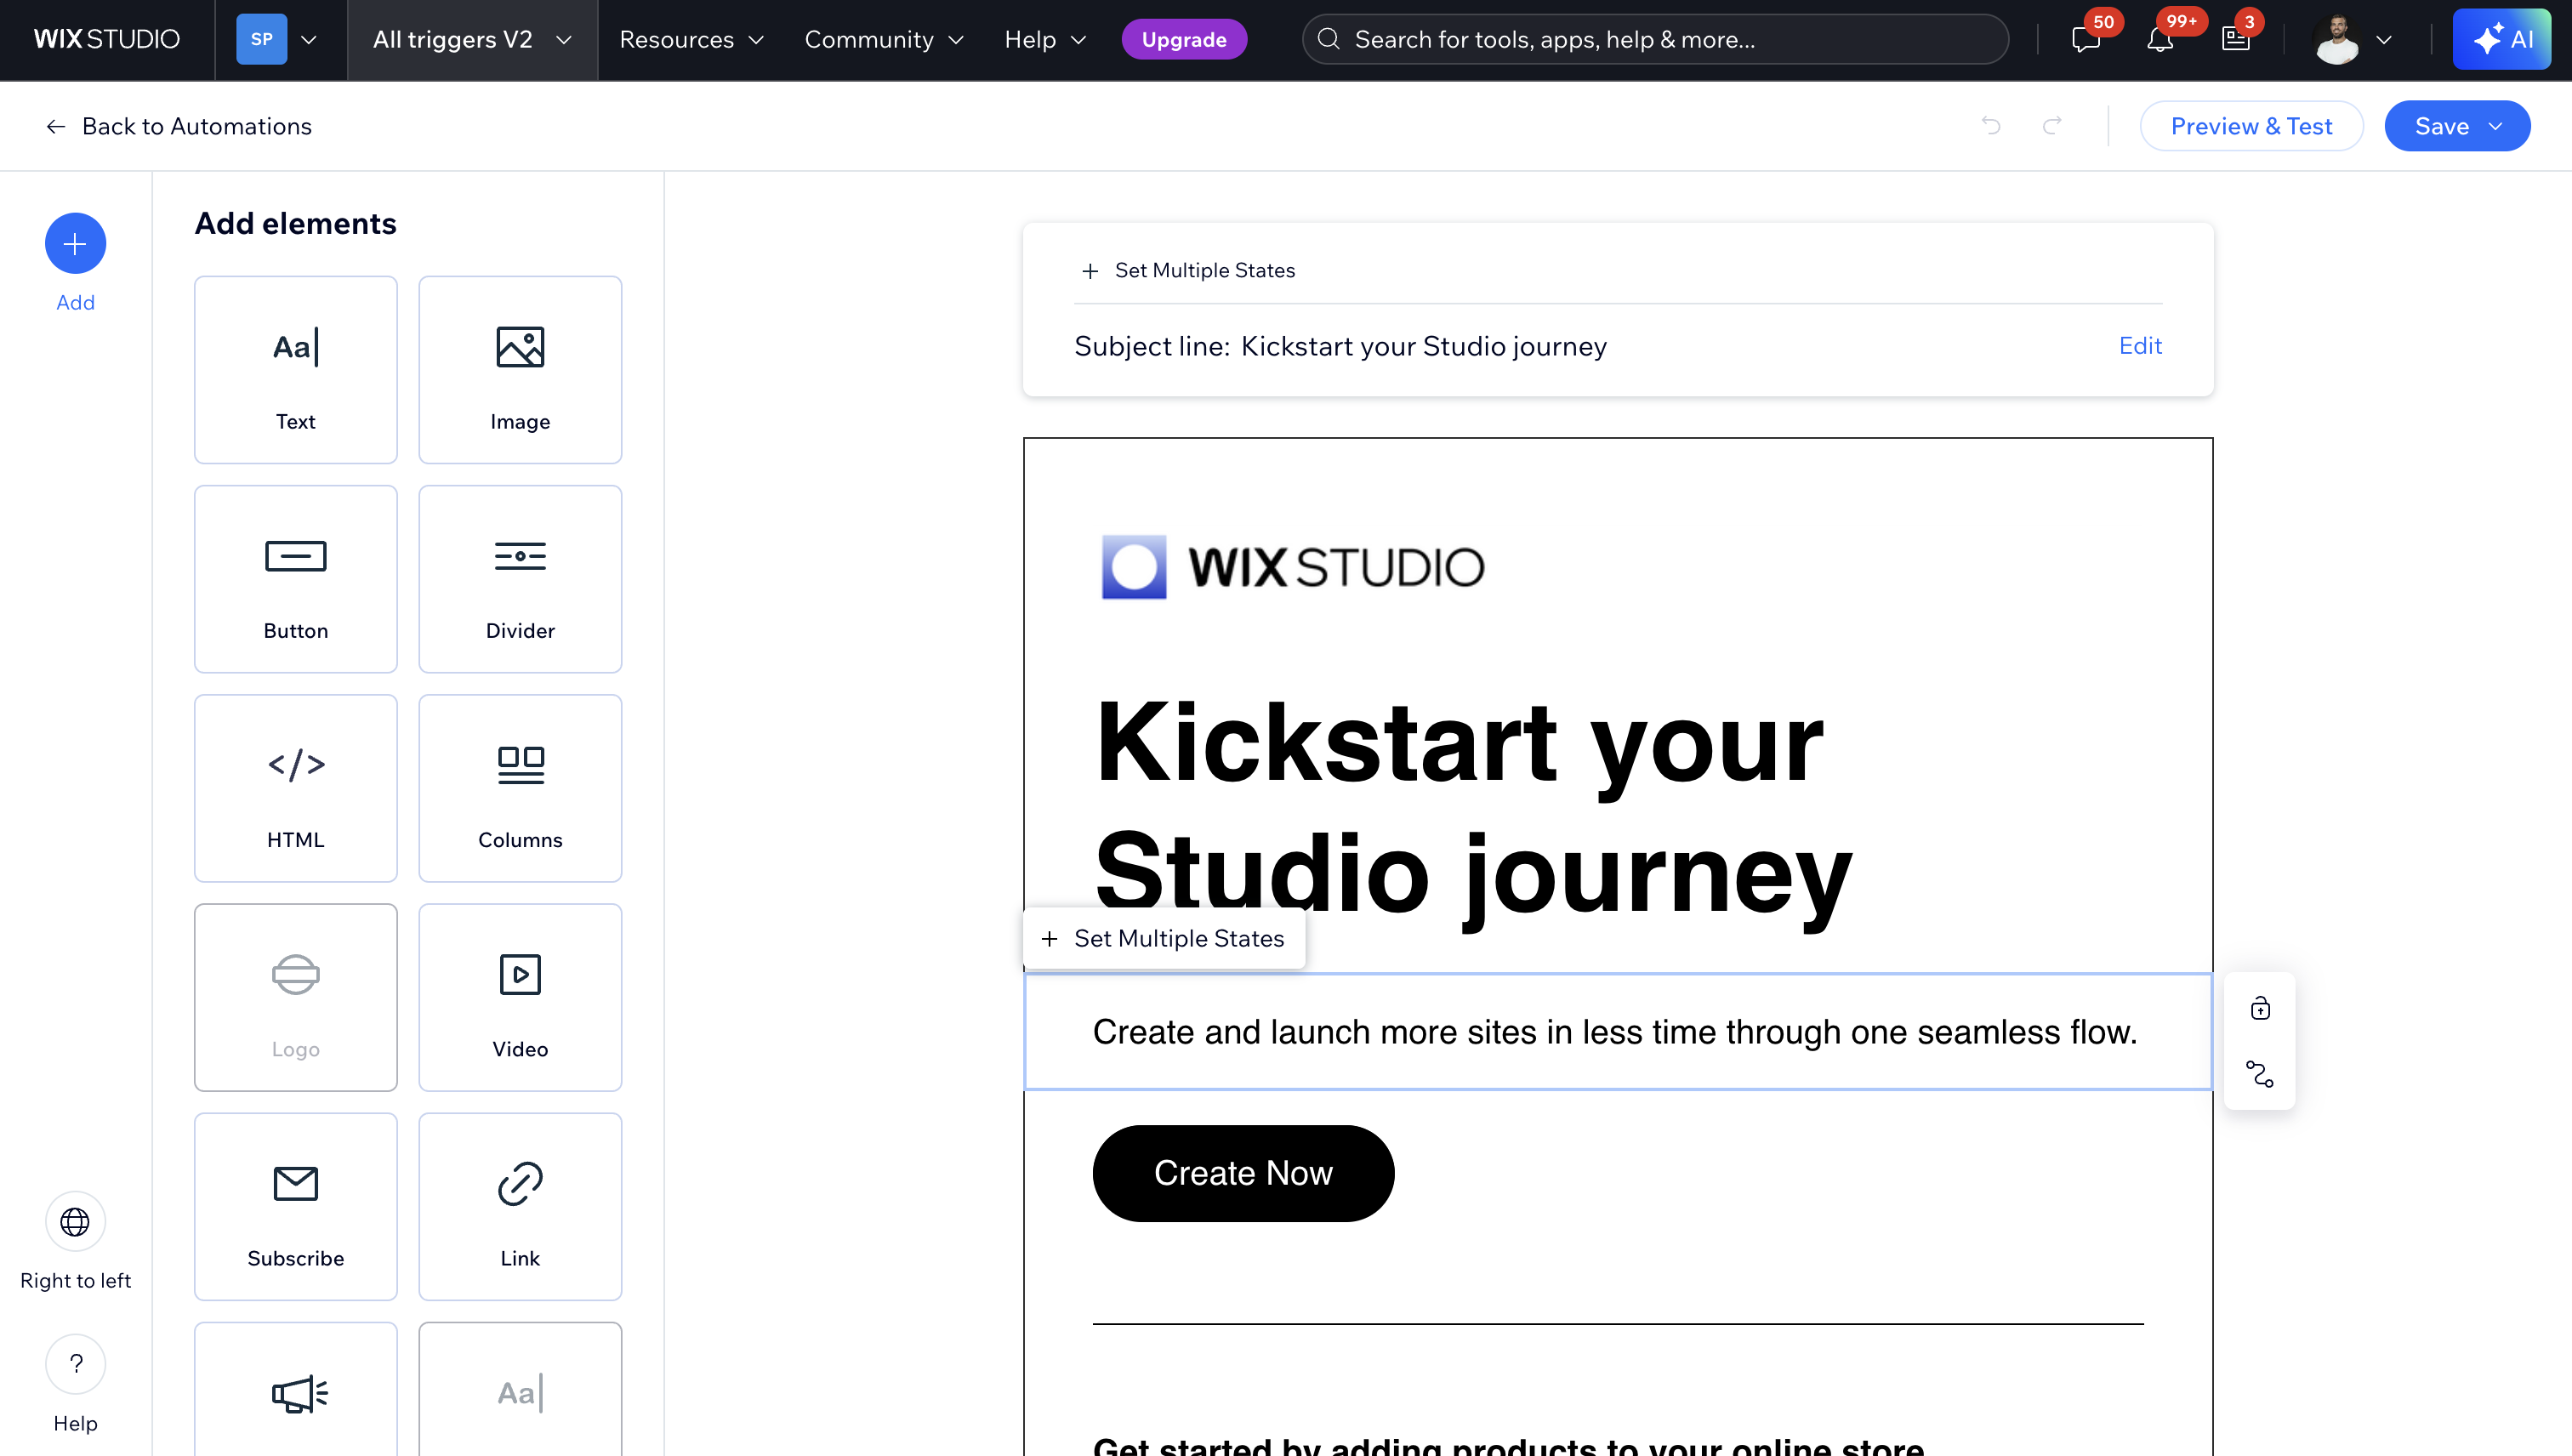 WIX STUDIO
SP
All triggers V2
Resources
Community
Help
Upgrade
Search for tools, apps, help & more...
50
99+
3
AI
Back to Automations
Preview & Test
Save
Add
Add elements
Aa
Text
Image
Button
Divider
</>
HTML
Columns
Logo
Video
Subscribe
Link
Aa
Right to left
?
Help
Set Multiple States
Subject line: Kickstart your Studio journey
Edit
WIX STUDIO
Kickstart your
Studio journey
Set Multiple States
Create and launch more sites in less time through one seamless flow.
Create Now
Get started by adding products to your online store